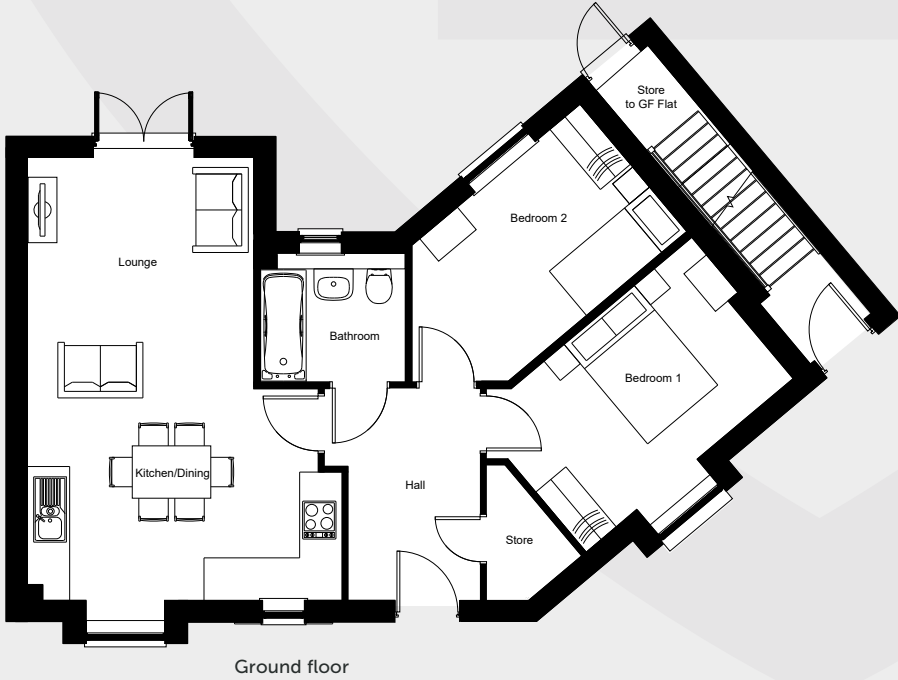 Store
to GF Flat
Bedroom 2
Lounge
Bathroom
Bedroom 1
Kitchen/Dining
Hall
Store
Ground floor